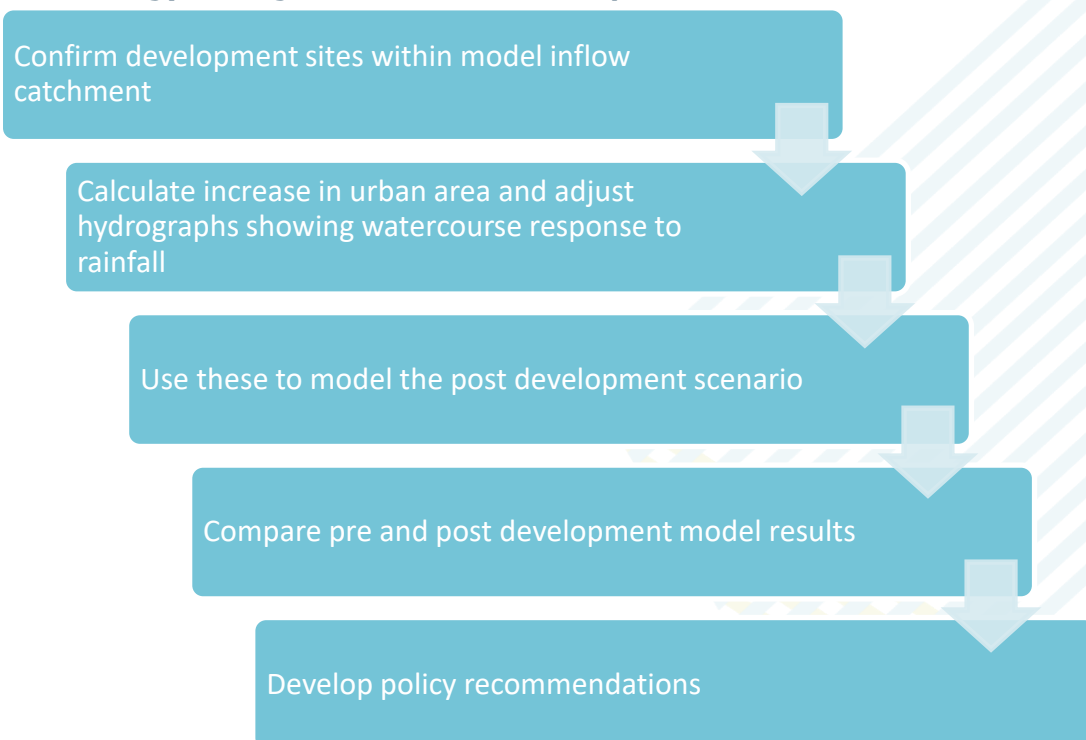 Confirm development sites within model inflow
catchment
Calculate increase in urban area and adjust
hydrographs showing watercourse response to
rainfall
Use these to model the post development scenario
Compare pre and post development model results
Develop policy recommendations